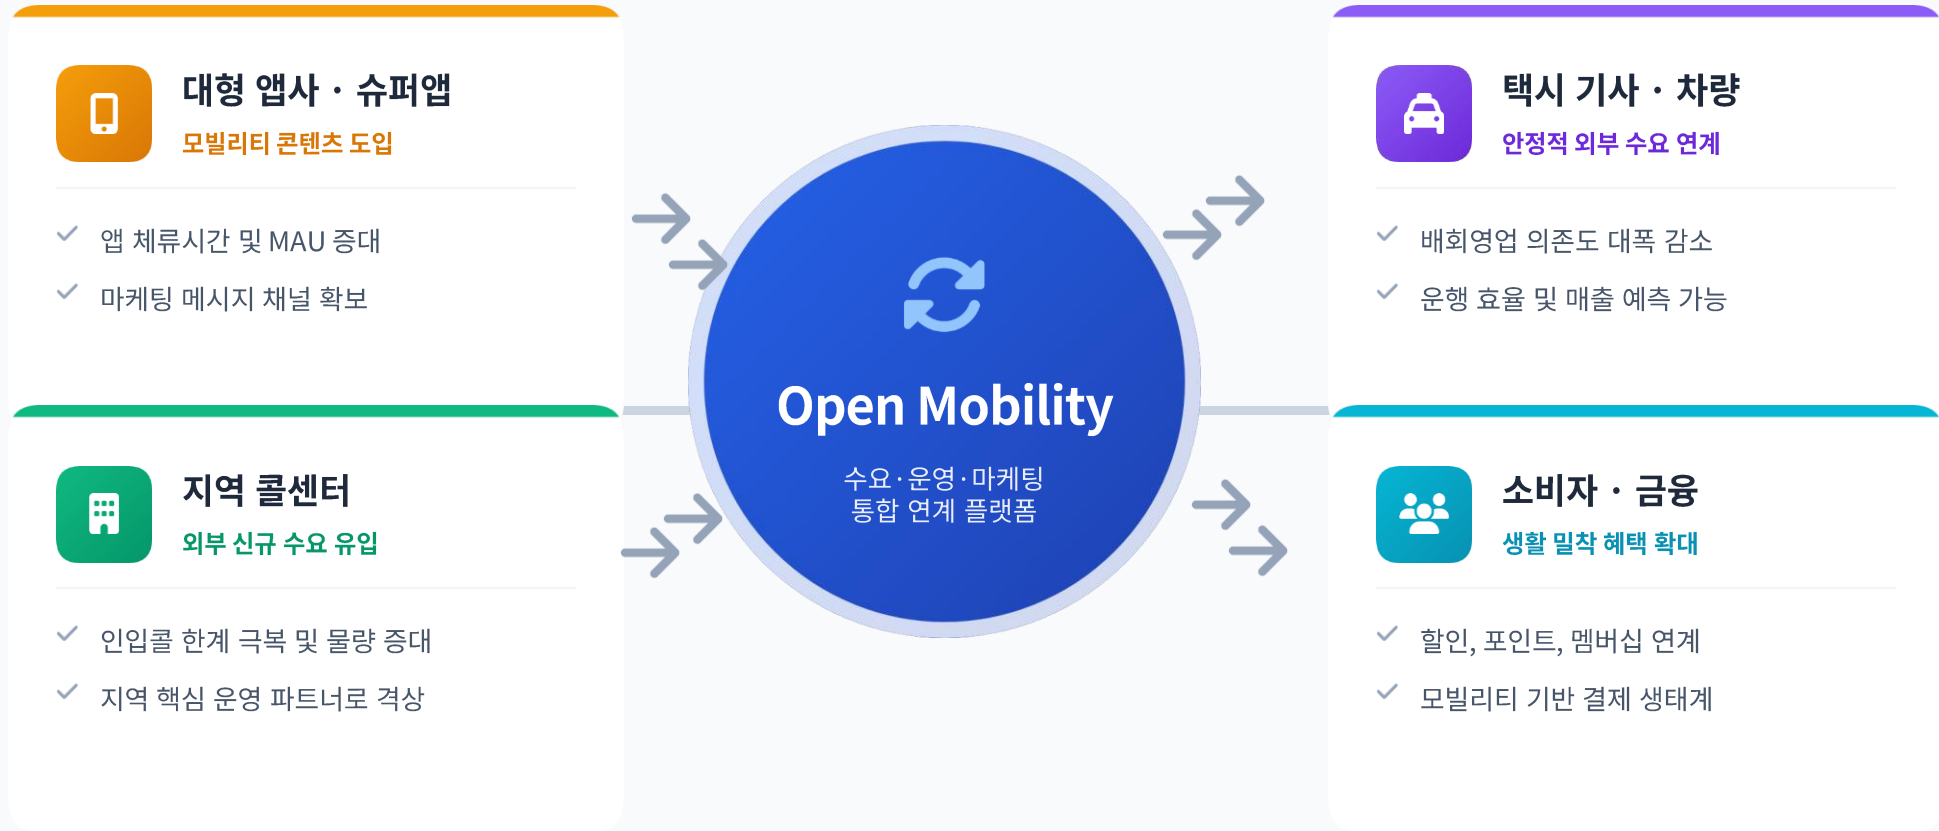 대형 앱사 · 슈퍼앱
모빌리티 콘텐츠 도입
앱 체류시간 및 MAU 증대
마케팅 메시지 채널 확보
지역 콜센터
외부 신규 수요 유입
인입콜 한계 극복 및 물량 증대
지역 핵심 운영 파트너로 격상
Open Mobility
수요·운영·마케팅
통합 연계 플랫폼
택시 기사 · 차량
안정적 외부 수요 연계
배회영업 의존도 대폭 감소
운행 효율 및 매출 예측 가능
소비자 · 금융
생활 밀착 혜택 확대
할인, 포인트, 멤버십 연계
모빌리티 기반 결제 생태계